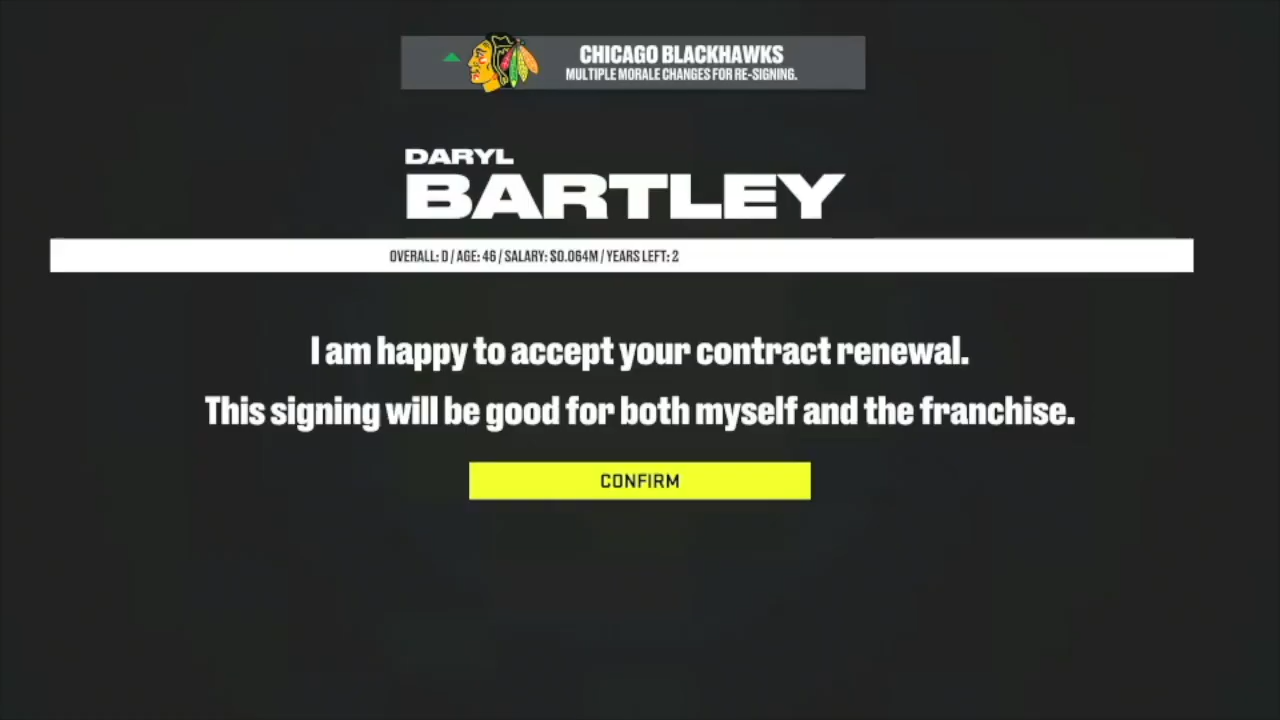 CHICAGO BLACKHAWKS
MULTIPLE MORALE CHANGES FOR RE-SIGNING.
DARYL
BARTLEY
OVERALL: D / AGE: 46 / SALARY: $0.064M / YEARS LEFT: 2
I am happy to accept your contract renewal.
This signing will be good for both myself and the franchise.
CONFIRM